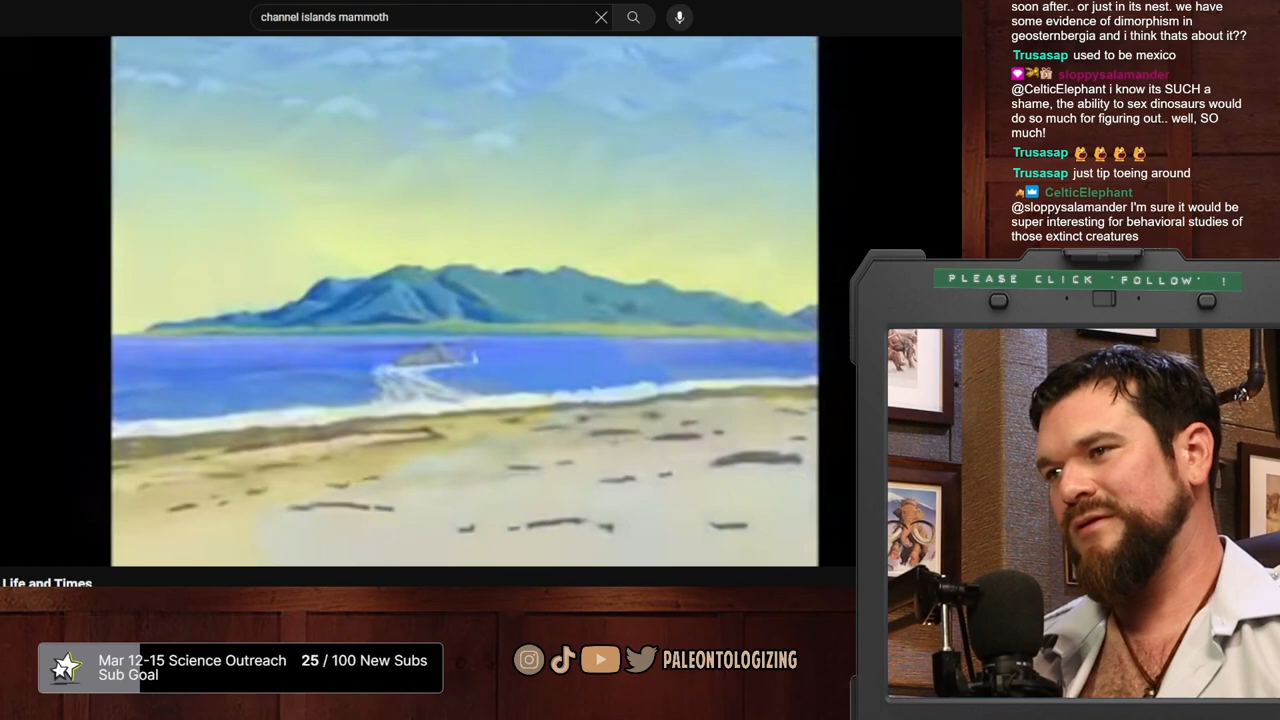 channel islands mammoth
soon after.. or just in its nest. we have
some evidence of dimorphism in
geosternbergia and i think thats about it??
Trusasap used to be mexico
sloppysalamander
@CelticElephant i know its SUCH a
shame, the ability to sex dinosaurs would
do so much for figuring out.. well, SO
much!
Trusasap
Trusasap just tip toeing around
CelticElephant
@sloppysalamander I'm sure it would be
super interesting for behavioral studies of
those extinct creatures
PLEASE CLICK 'FOLLOW' !
Life and Times
Mar 12-15 Science Outreach 25 / 100 New Subs
Sub Goal
PALEONTOLOGIZING